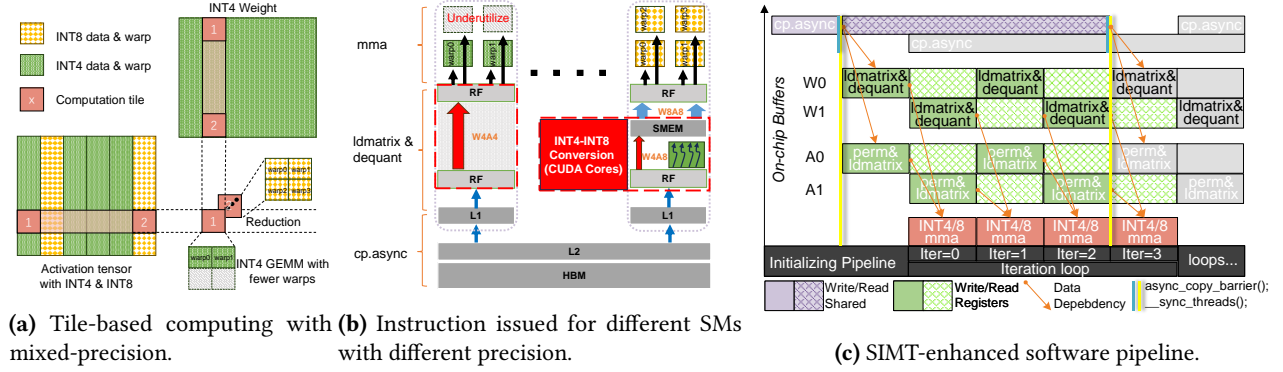 INT4 Weight
INT8 data & warp
INT4 data & warp
x
Computation tile
1
2
warp0 warp1
warp2 warp3
1
2
1
Reduction
warp0 warp1
INT4 GEMM with
fewer warps
Activation tensor
with INT4 & INT8
(a) Tile-based computing with
mixed-precision.
mma
ldmatrix &
dequant
cp.async
Underutilize
warp0
warp1
RF
W4A4
RF
L1
warp2
warp3
warp0
warp1
RF
W8A8
SMEM
INT4-INT8
Conversion
(CUDA Cores)
W4A8
RF
L1
L2
HBM
(b) Instruction issued for different SMs
with different precision.
On-chip Buffers
cp.async
cp.async
cp.async
W0
ldmatrix&
dequant
ldmatrix&
dequant
ldmatrix&
dequant
W1
ldmatrix&
dequant
ldmatrix&
dequant
ldmatrix&
dequant
A0
perm&
ldmatrix
perm&
ldmatrix
perm&
ldmatrix
A1
perm&
ldmatrix
perm&
ldmatrix
INT4/8
mma
INT4/8
mma
INT4/8
mma
INT4/8
mma
Initializing Pipeline
Iter=0
Iter=1
Iter=2
Iter=3
Iteration loop
loops...
Write/Read
Shared
Write/Read
Registers
Data
Depebdency
async_copy_barrier();
__sync_threads();
(c) SIMT-enhanced software pipeline.